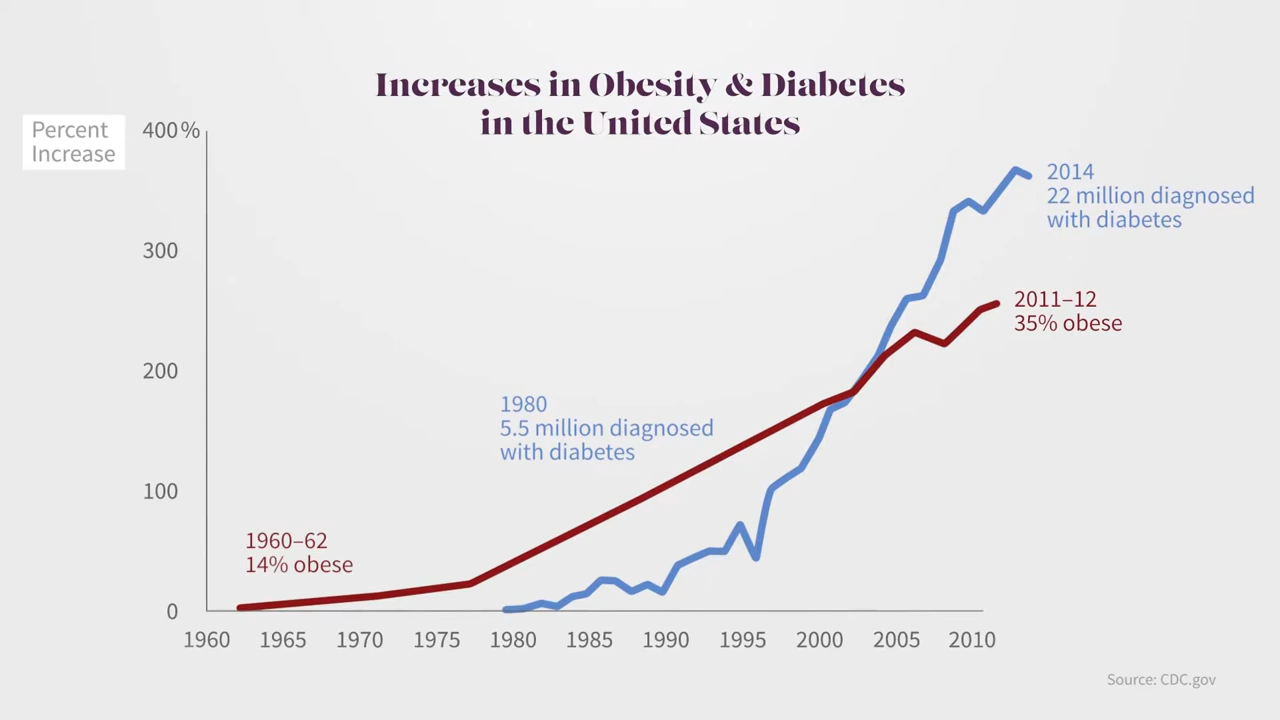 Increases in Obesity & Diabetes
in the United States
Percent
Increase
400%
300
200
100
0
2014
22 million diagnosed
with diabetes
2011–12
35% obese
1980
5.5 million diagnosed
with diabetes
1960–62
14% obese
1960 1965 1970 1975 1980 1985 1990 1995 2000 2005 2010
Source: CDC.gov